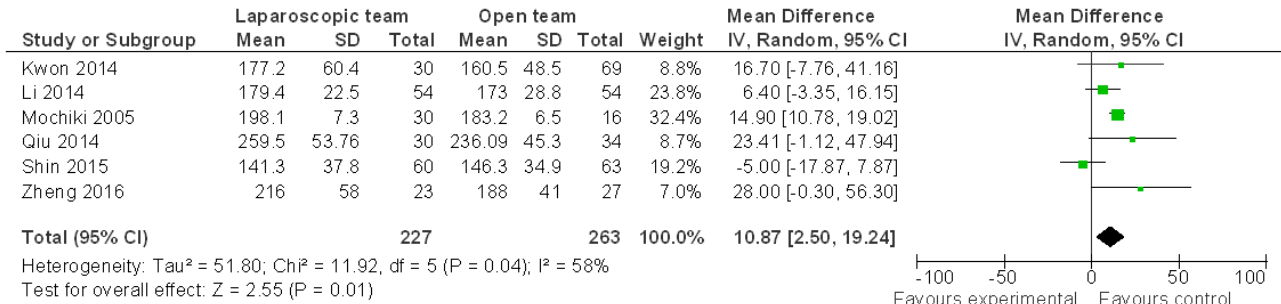 Laparoscopic team Open team Mean Difference Mean Difference
Study or Subgroup Mean SD Total Mean SD Total Weight IV, Random, 95% CI IV, Random, 95% CI
Kwon 2014 177.2 60.4 30 160.5 48.5 69 8.8% 16.70 [-7.76, 41.16]
Li 2014 179.4 22.5 54 173 28.8 54 23.8% 6.40 [-3.35, 16.15]
Mochiki 2005 198.1 7.3 30 183.2 6.5 16 32.4% 14.90 [10.78, 19.02]
Qiu 2014 259.5 53.76 30 236.09 45.3 34 8.7% 23.41 [-1.12, 47.94]
Shin 2015 141.3 37.8 60 146.3 34.9 63 19.2% -5.00 [-17.87, 7.87]
Zheng 2016 216 58 23 188 41 27 7.0% 28.00 [-0.30, 56.30]
Total (95% CI) 227 263 100.0% 10.87 [2.50, 19.24]
Heterogeneity: Tau² = 51.80; Chi² = 11.92, df = 5 (P = 0.04); I² = 58%
Test for overall effect: Z = 2.55 (P = 0.01)
-100 -50 0 50 100
Favours experimental Favours control